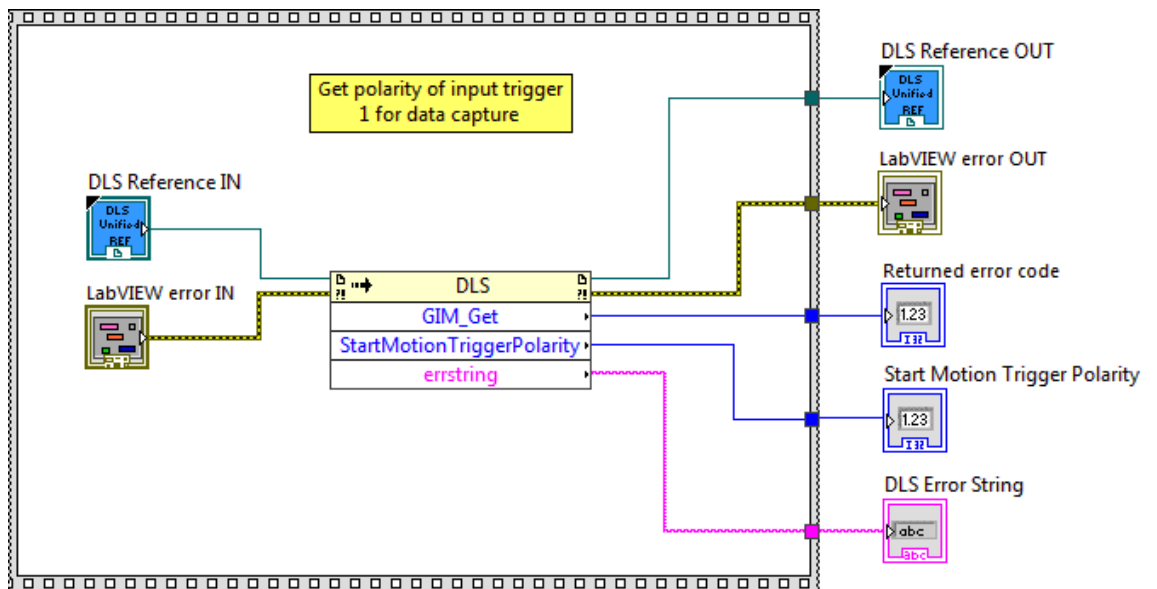 DLS Reference OUT
DLS
Unified
REF
Get polarity of input trigger
1 for data capture
LabVIEW error OUT
DLS Reference IN
DLS
Unified
REF
LabVIEW error IN
?!
DLS
?!
GIM_Get
StartMotionTriggerPolarity
errstring
Returned error code
1.23
I32
Start Motion Trigger Polarity
1.23
I32
DLS Error String
abc
abc